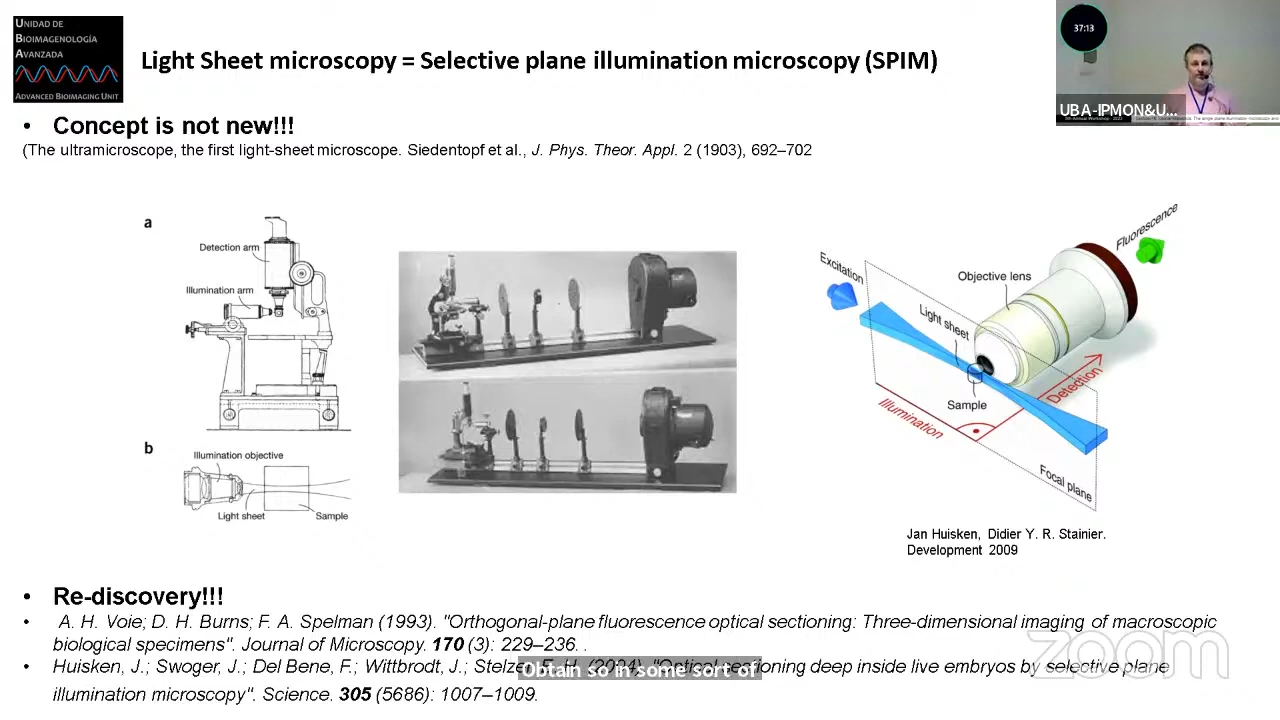 UNIDAD DE
BIOIMAGENOLOGÍA
AVANZADA
ADVANCED BIOIMAGING UNIT
Light Sheet microscopy = Selective plane illumination microscopy (SPIM)
37:13
UBA-IPMON&U...
• Concept is not new!!!
(The ultramicroscope, the first light-sheet microscope. Siedentopf et al., J. Phys. Theor. Appl. 2 (1903), 692–702
a
Detection arm
Illumination arm
b
Illumination objective
Light sheet
Sample
Excitation
Fluorescence
Objective lens
Light sheet
Sample
Detection
Illumination
Focal plane
Jan Huisken, Didier Y. R. Stainier.
Development 2009
• Re-discovery!!!
• A. H. Voie; D. H. Burns; F. A. Spelman (1993). "Orthogonal-plane fluorescence optical sectioning: Three-dimensional imaging of macroscopic
biological specimens". Journal of Microscopy. 170 (3): 229–236. .
• Huisken, J.; Swoger, J.; Del Bene, F.; Wittbrodt, J.; Stelzer, E. H. (2004). "Optical sectioning deep inside live embryos by selective plane
illumination microscopy". Science. 305 (5686): 1007–1009.
Obtain so in some sort of
zoom